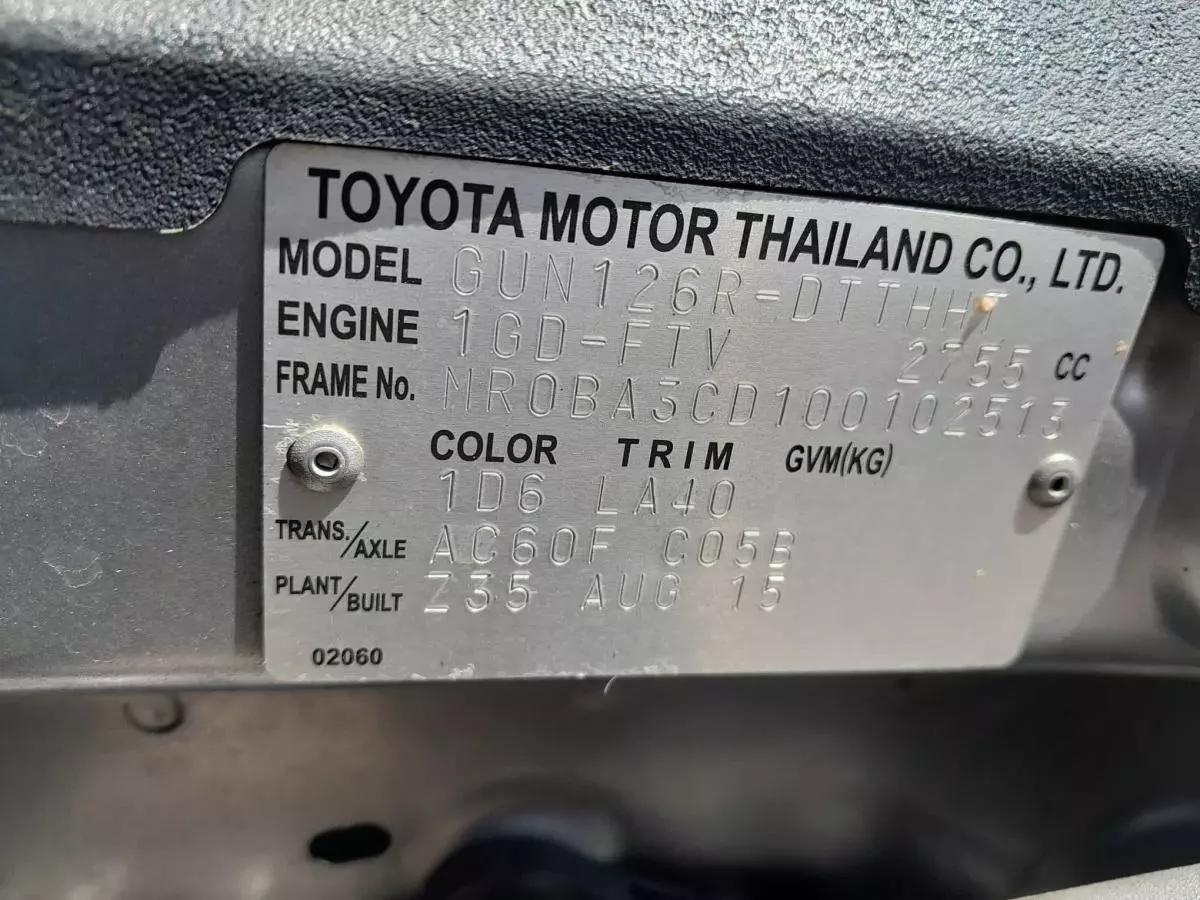 TOYOTA MOTOR THAILAND CO., LTD.
MODEL GUN126R-DTTHHT
ENGINE 1GD-FTV 2755 CC
FRAME No. MR0BA3CD100102513
COLOR TRIM GVM(KG)
1D6 LA40
TRANS./AXLE AC60F C05B
PLANT/BUILT Z35 AUG 15
02060